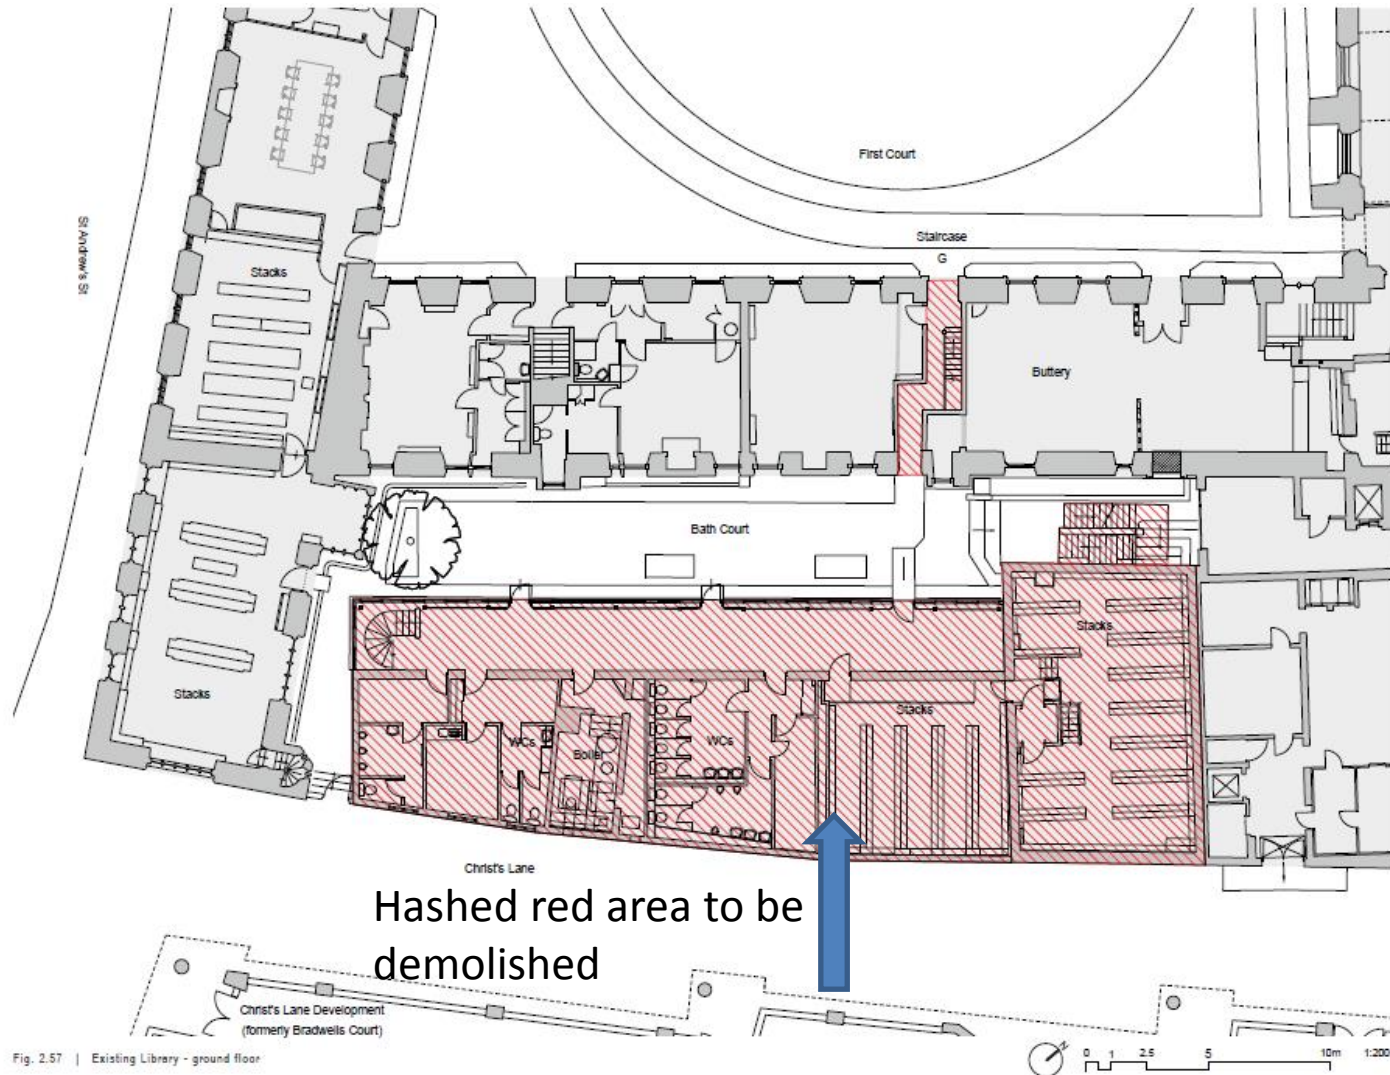 First Court
Staircase
G
St Andrew's St
Stacks
Buttery
Bath Court
Stacks
Stacks
Stacks
WCs
WCs
Boiler
Christ's Lane
Hashed red area to be
demolished
Christ's Lane Development
(formerly Bradwells Court)
Fig. 2.57 | Existing Library - ground floor
N
0 1 2.5 5 10m 1:200